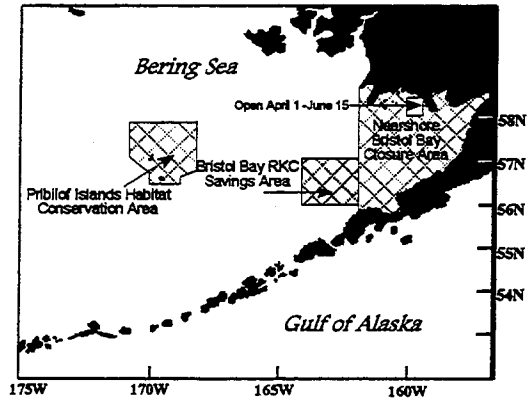 Bering Sea
Open April 1-June 15
Nearshore
Bristol Bay
Closure Area
Bristol Bay RKC
Savings Area
Pribilof Islands Habitat
Conservation Area
Gulf of Alaska
58N
57N
56N
55N
54N
175W
170W
165W
160W